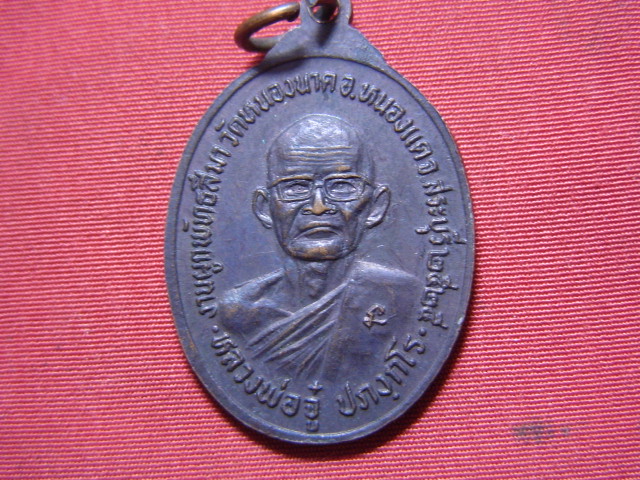 งานผูกพัทธสีมา วัดหนองนาค อ.หนองแค จ.สระบุรี ๒๕๒๕
• หลวงพ่อจู๋ ปภงฺกโร •